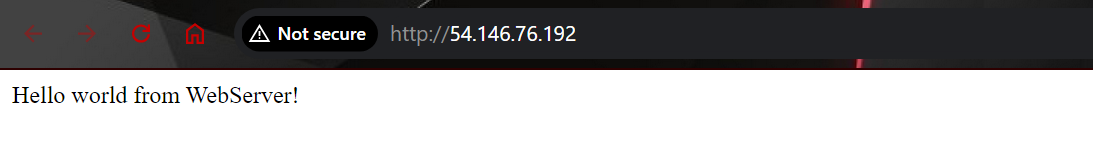 Not secure http://54.146.76.192
Hello world from WebServer!